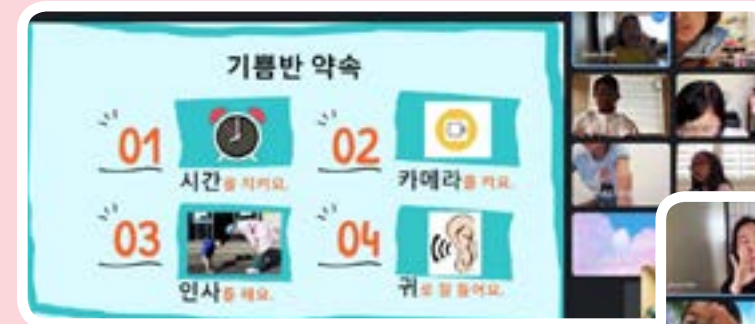 기쁨반 약속
01
시간을 지켜요.
02
카메라를 켜요.
03
인사를 해요.
04
귀로 잘 들어요.